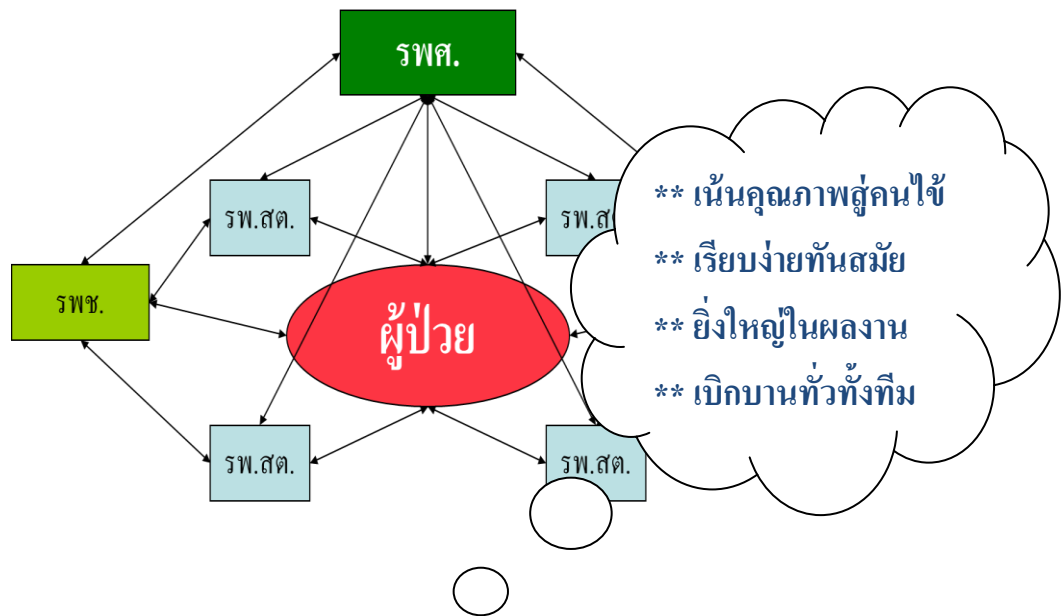 รพศ.
รพ.สต.
รพ.ส
รพช.
ผู้ป่วย
รพ.สต.
รพ.สต.
** เน้นคุณภาพสู่คนไข้
** เรียบง่ายทันสมัย
** ยิ่งใหญ่ในผลงาน
** เบิกบานทั่วทั้งทีม